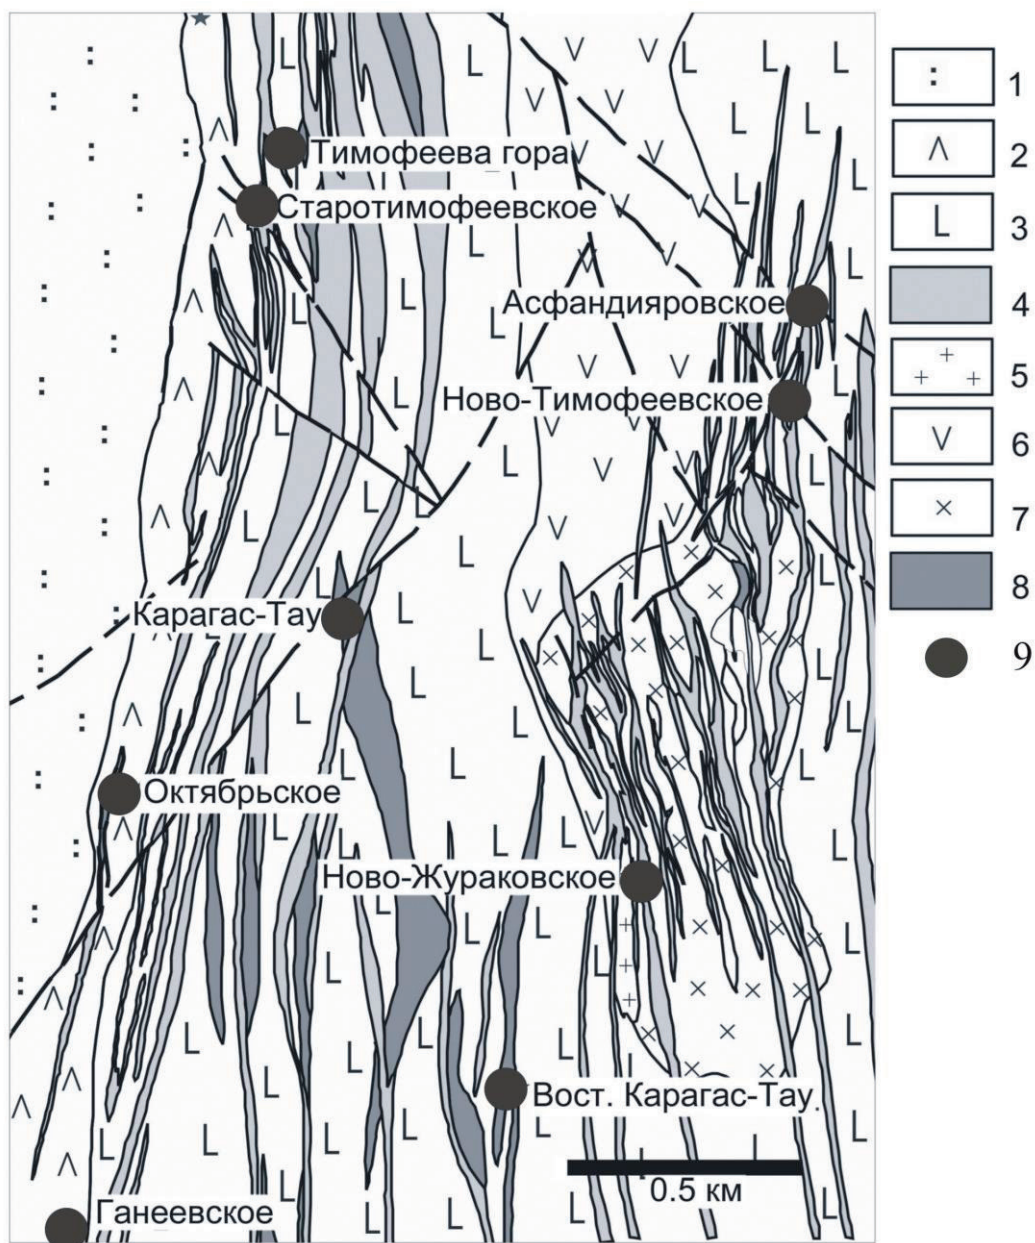 Тимофеева гора
Старотимофеевское
Асфандияровское
Ново-Тимофеевское
Карагас-Тау
Октябрьское
Ново-Жураковское
Вост. Карагас-Тау.
Ганеевское
0.5 км
1
2
3
4
5
6
7
8
9